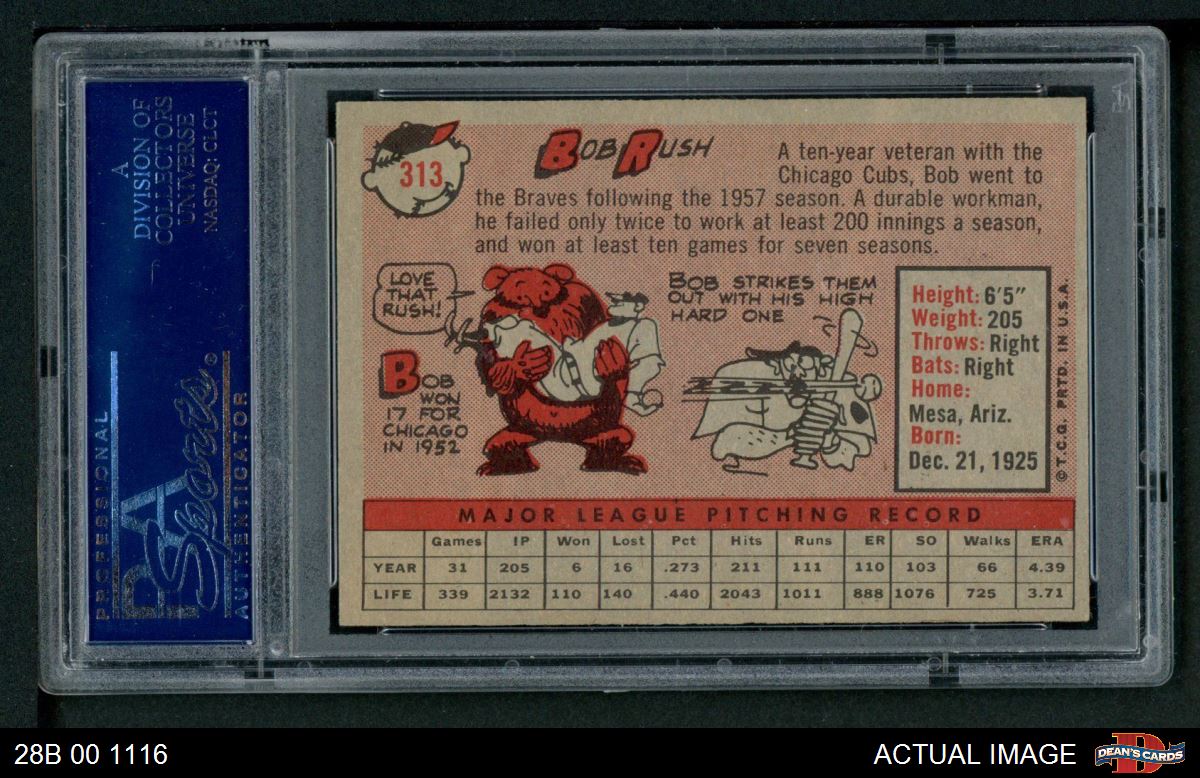 A
DIVISION OF
COLLECTORS
UNIVERSE
NASDAQ: CLCT
PROFESSIONAL
PSA
Sports®
AUTHENTICATOR
313
BOB RUSH
A ten-year veteran with the
Chicago Cubs, Bob went to
the Braves following the 1957 season. A durable workman,
he failed only twice to work at least 200 innings a season,
and won at least ten games for seven seasons.
LOVE
THAT
RUSH!
BOB
WON
17 FOR
CHICAGO
IN 1952
BOB STRIKES THEM
OUT WITH HIS HIGH
HARD ONE
Height: 6'5"
Weight: 205
Throws: Right
Bats: Right
Home:
Mesa, Ariz.
Born:
Dec. 21, 1925
© T.C.G. PRTD. IN U.S.A.
MAJOR LEAGUE PITCHING RECORD
Games IP Won Lost Pct Hits Runs ER SO Walks ERA
YEAR 31 205 6 16 .273 211 111 110 103 66 4.39
LIFE 339 2132 110 140 .440 2043 1011 888 1076 725 3.71
28B 00 1116
ACTUAL IMAGE
DEAN'S CARDS